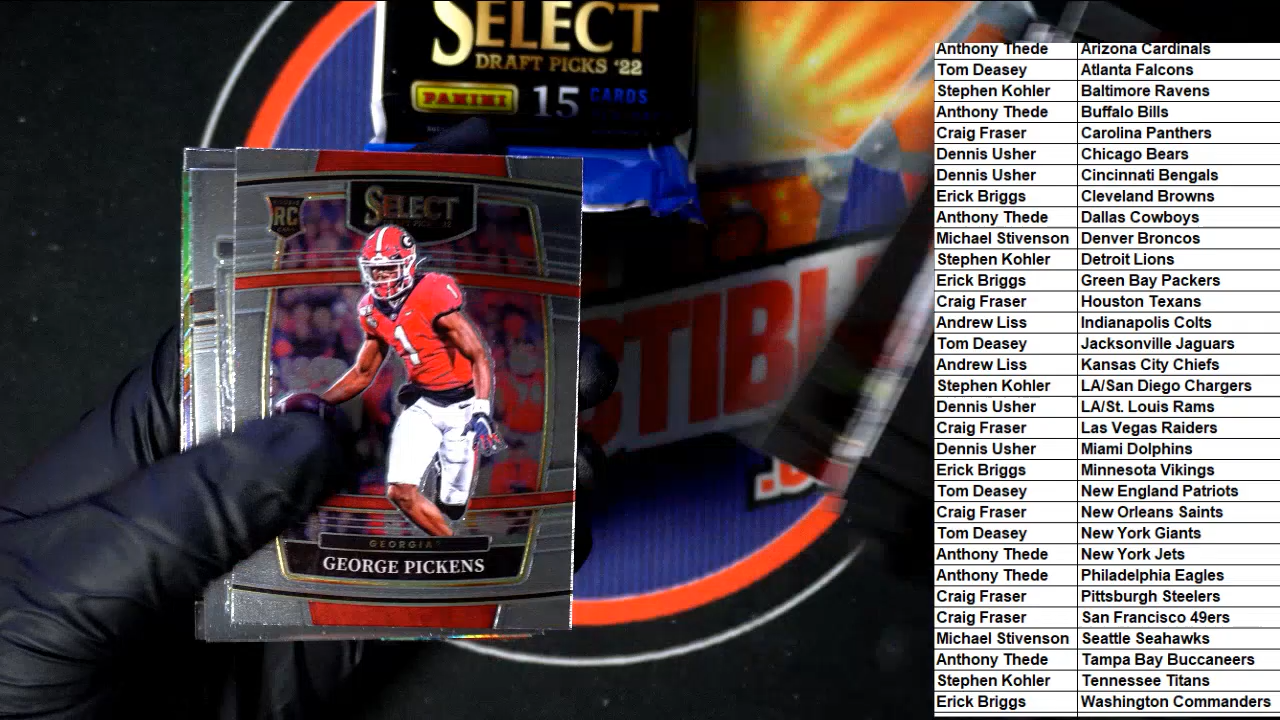 SELECT
DRAFT PICKS '22
PANINI 15 CARDS
RC
SELECT
1
GEORGIA
GEORGE PICKENS
TIBL
Anthony Thede Arizona Cardinals
Tom Deasey Atlanta Falcons
Stephen Kohler Baltimore Ravens
Anthony Thede Buffalo Bills
Craig Fraser Carolina Panthers
Dennis Usher Chicago Bears
Dennis Usher Cincinnati Bengals
Erick Briggs Cleveland Browns
Anthony Thede Dallas Cowboys
Michael Stivenson Denver Broncos
Stephen Kohler Detroit Lions
Erick Briggs Green Bay Packers
Craig Fraser Houston Texans
Andrew Liss Indianapolis Colts
Tom Deasey Jacksonville Jaguars
Andrew Liss Kansas City Chiefs
Stephen Kohler LA/San Diego Chargers
Dennis Usher LA/St. Louis Rams
Craig Fraser Las Vegas Raiders
Dennis Usher Miami Dolphins
Erick Briggs Minnesota Vikings
Tom Deasey New England Patriots
Craig Fraser New Orleans Saints
Tom Deasey New York Giants
Anthony Thede New York Jets
Anthony Thede Philadelphia Eagles
Craig Fraser Pittsburgh Steelers
Craig Fraser San Francisco 49ers
Michael Stivenson Seattle Seahawks
Anthony Thede Tampa Bay Buccaneers
Stephen Kohler Tennessee Titans
Erick Briggs Washington Commanders